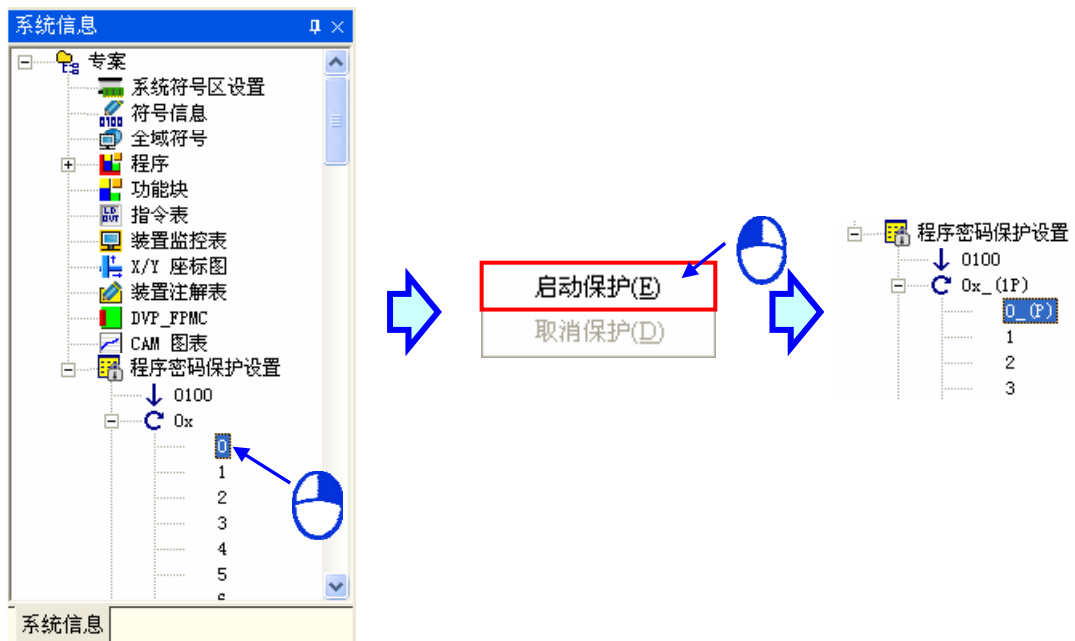 系统信息
专案
系统符号区设置
符号信息
全域符号
程序
功能块
指令表
装置监控表
X/Y 座标图
装置注解表
DVP_FPMC
CAM 图表
程序密码保护设置
O100
Ox
0
1
2
3
4
5
系统信息
启动保护(E)
取消保护(D)
程序密码保护设置
O100
Ox_(1P)
0_(P)
1
2
3